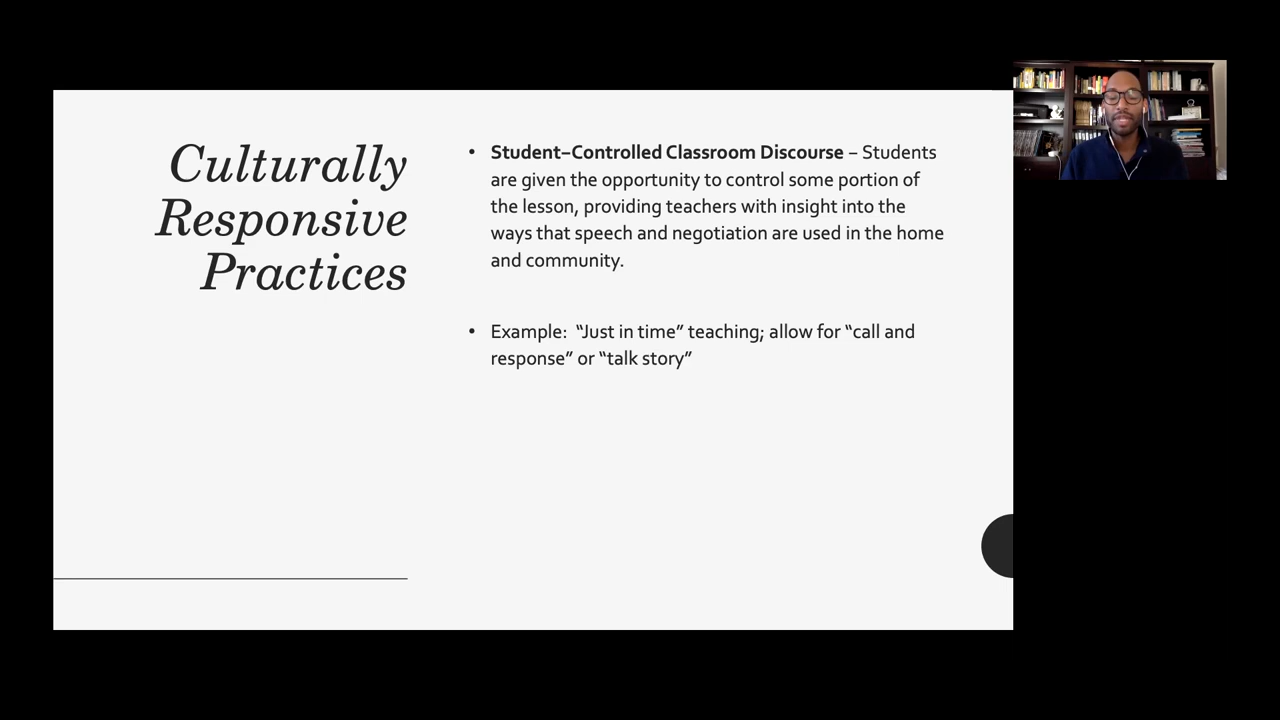 Culturally
Responsive
Practices
• Student–Controlled Classroom Discourse – Students
are given the opportunity to control some portion of
the lesson, providing teachers with insight into the
ways that speech and negotiation are used in the home
and community.
• Example:  “Just in time” teaching; allow for “call and
response” or “talk story”